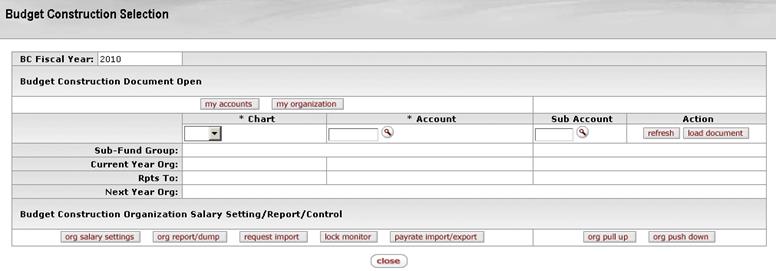 Budget Construction Selection
BC Fiscal Year: 2010
Budget Construction Document Open
my accounts my organization
* Chart * Account Sub Account Action
refresh load document
Sub-Fund Group:
Current Year Org:
Rpts To:
Next Year Org:
Budget Construction Organization Salary Setting/Report/Control
org salary settings org report/dump request import lock monitor payrate import/export org pull up org push down
close